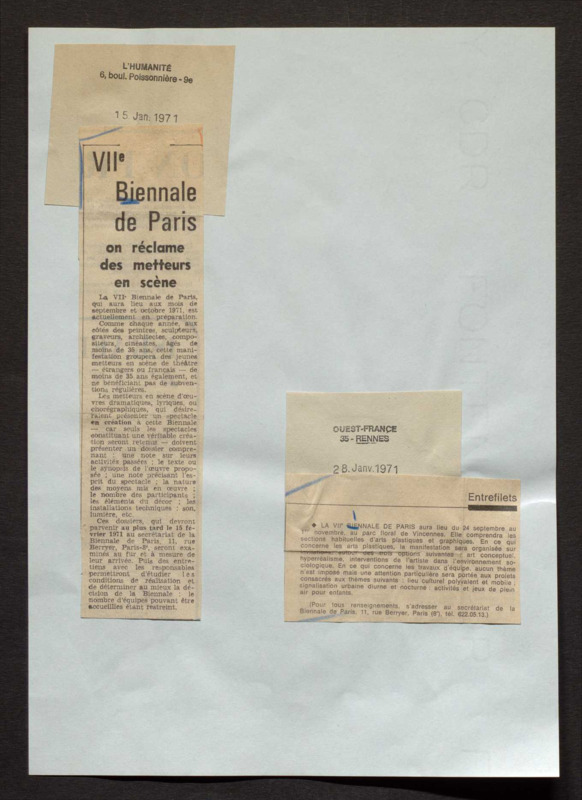 L'HUMANITÉ
6, boul. Poissonnière - 9e
15 Jan. 1971
VIIe
Biennale
de Paris
on réclame
des metteurs
en scène
La VIIe Biennale de Paris,
qui aura lieu aux mois de
septembre et octobre 1971, est
actuellement en préparation.
Comme chaque année, aux
côtés des peintres, sculpteurs,
graveurs, architectes, compo-
siteurs, cinéastes, âgés de
moins de 35 ans, cette mani-
festation groupera des jeunes
metteurs en scène de théâtre
— étrangers ou français — de
moins de 35 ans également, et
ne bénéficiant pas de subven-
tions régulières.
Les metteurs en scène d'œu-
vres dramatiques, lyriques, ou
chorégraphiques, qui désire-
raient présenter un spectacle
en création à cette Biennale
— car seuls les spectacles
constituant une véritable créa-
tion seront retenus — doivent
présenter un dossier compre-
nant : une note sur leurs
activités passées ; le texte ou
le synopsis de l'œuvre propo-
sée ; une note précisant l'es-
prit du spectacle ; la nature
des moyens mis en œuvre ;
le nombre des participants ;
les éléments du décor ; les
installations techniques : son,
lumière, etc.
Ces dossiers, qui devront
parvenir au plus tard le 15 fé-
vrier 1971 au secrétariat de la
Biennale de Paris, 11, rue
Berryer, Paris-8e, seront exa-
minés au fur et à mesure de
leur arrivée. Puis des entre-
tiens avec les responsables
permettront d'étudier les
conditions de réalisation et
de déterminer au mieux la dé-
cision de la Biennale : le
nombre d'équipes pouvant être
accueillies étant restreint.
OUEST-FRANCE
35 - RENNES
28. Janv. 1971
Entrefilets
● LA VIIe BIENNALE DE PARIS aura lieu du 24 septembre au
novembre, au parc floral de Vincennes. Elle comprendra les
sections habituelles d'arts plastiques et graphiques. En ce qui
concerne les arts plastiques, la manifestation sera organisée sur
autour des trois options suivantes : art conceptuel,
hyperréalisme, interventions de l'artiste dans l'environnement so-
ciologique. En ce qui concerne les travaux d'équipe, aucun thème
n'est imposé mais une attention particulière sera portée aux projets
consacrés aux thèmes suivants : lieu culturel polyvalent et mobile ;
signalisation urbaine diurne et nocturne ; activités et jeux de plein
air pour enfants.
(Pour tous renseignements, s'adresser au secrétariat de la
Biennale de Paris, 11, rue Berryer, Paris (8e), tél. 622.05.13.)